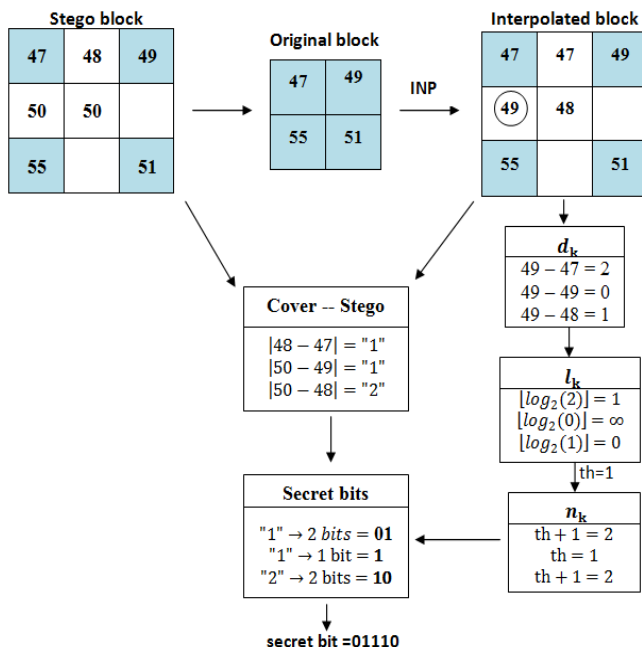 Stego block
47 48 49
50 50
55 51
Original block
47 49
55 51
INP
Interpolated block
47 47 49
49 48
55 51
d_k
49 − 47 = 2
49 − 49 = 0
49 − 48 = 1
Cover -- Stego
|48 − 47| = "1"
|50 − 49| = "1"
|50 − 48| = "2"
l_k
⌊log₂(2)⌋ = 1
⌊log₂(0)⌋ = ∞
⌊log₂(1)⌋ = 0
th=1
Secret bits
"1" → 2 bits = 01
"1" → 1 bit = 1
"2" → 2 bits = 10
n_k
th + 1 = 2
th = 1
th + 1 = 2
secret bit =01110